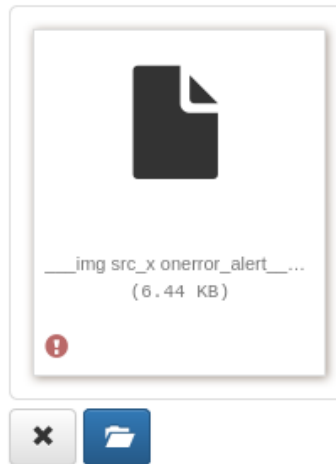 ___img src_x onerror_alert__...
(6.44 KB)